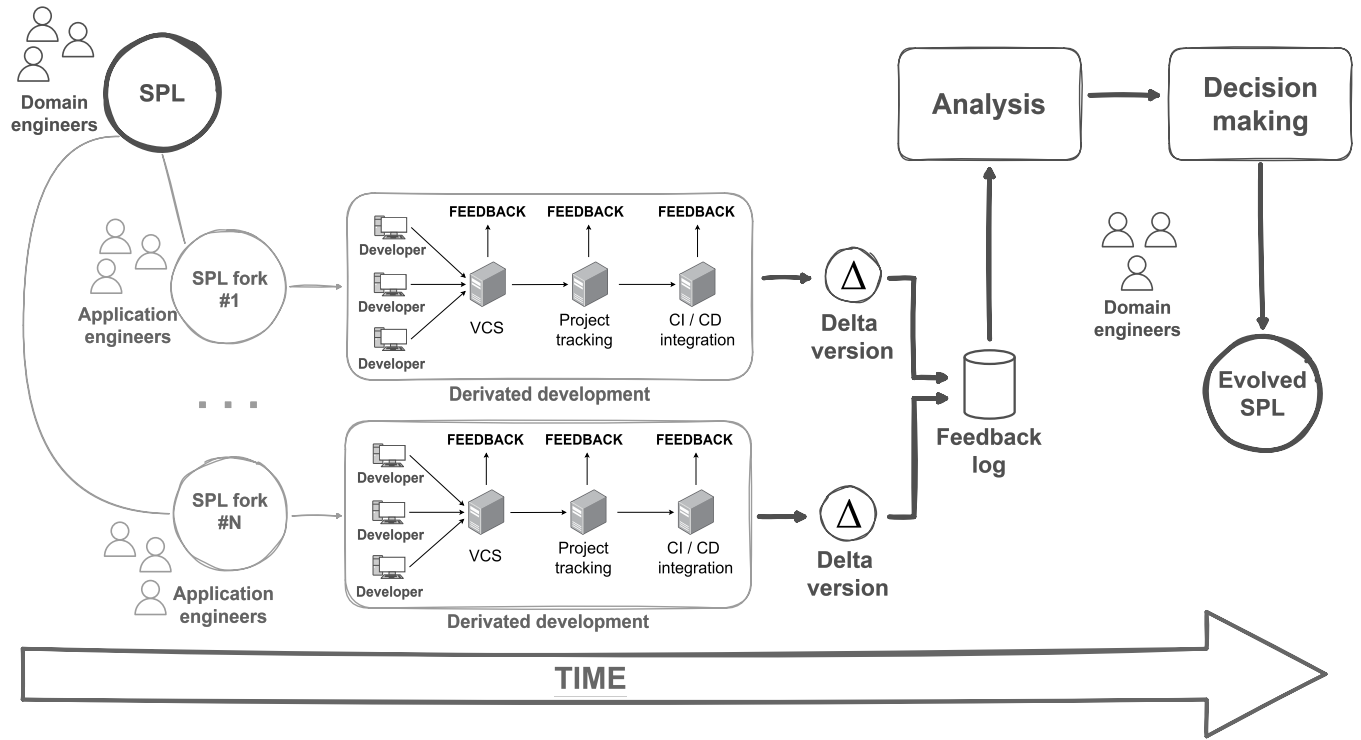 SPL
Domain
engineers
Analysis
Decision
making
SPL fork
#1
Application
engineers
FEEDBACK
FEEDBACK
FEEDBACK
Developer
Developer
Developer
VCS
Project
tracking
CI / CD
integration
Derivated development
Δ
Delta
version
Domain
engineers
Evolved
SPL
. . .
Feedback
log
SPL fork
#N
Application
engineers
FEEDBACK
FEEDBACK
FEEDBACK
Developer
Developer
Developer
VCS
Project
tracking
CI / CD
integration
Derivated development
Δ
Delta
version
TIME